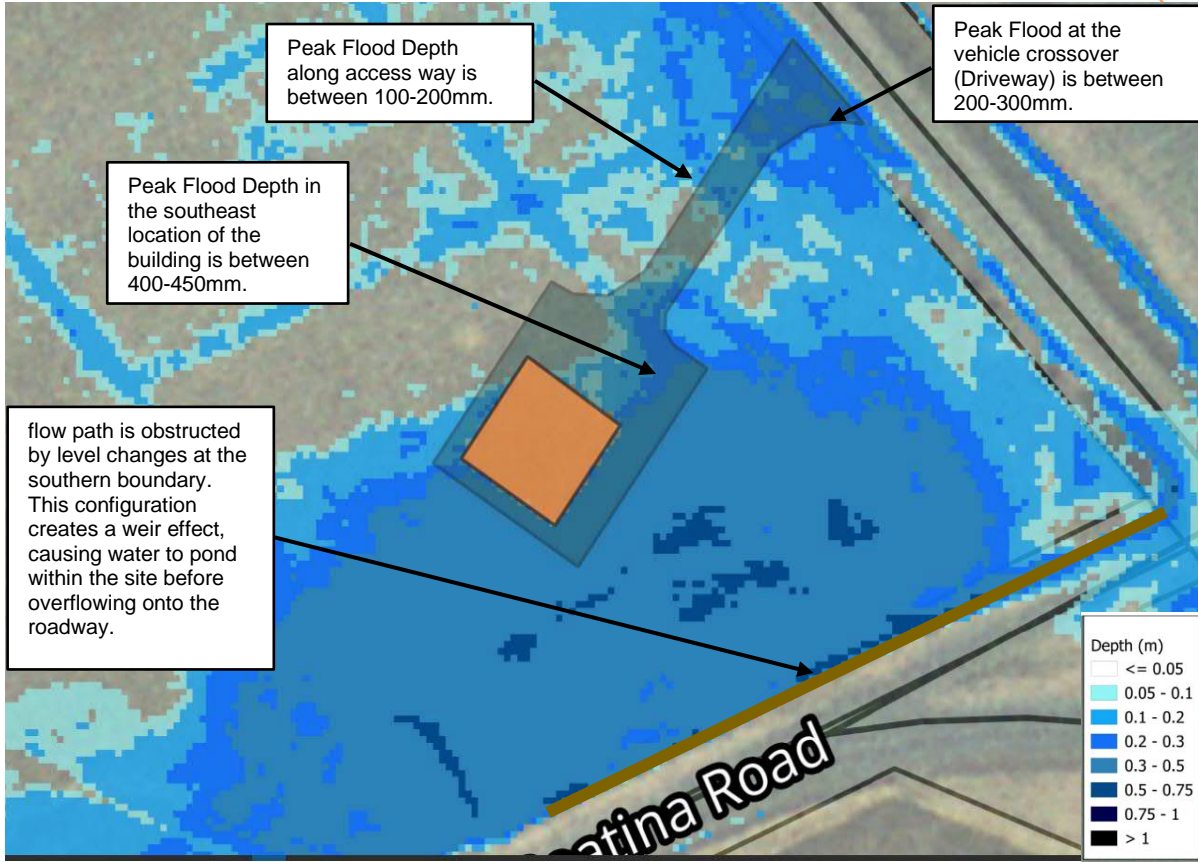 Peak Flood Depth
along access way is
between 100-200mm.
Peak Flood at the
vehicle crossover
(Driveway) is between
200-300mm.
Peak Flood Depth in
the southeast
location of the
building is between
400-450mm.
flow path is obstructed
by level changes at the
southern boundary.
This configuration
creates a weir effect,
causing water to pond
within the site before
overflowing onto the
roadway.
Depth (m)
<= 0.05
0.05 - 0.1
0.1 - 0.2
0.2 - 0.3
0.3 - 0.5
0.5 - 0.75
0.75 - 1
> 1
atina Road